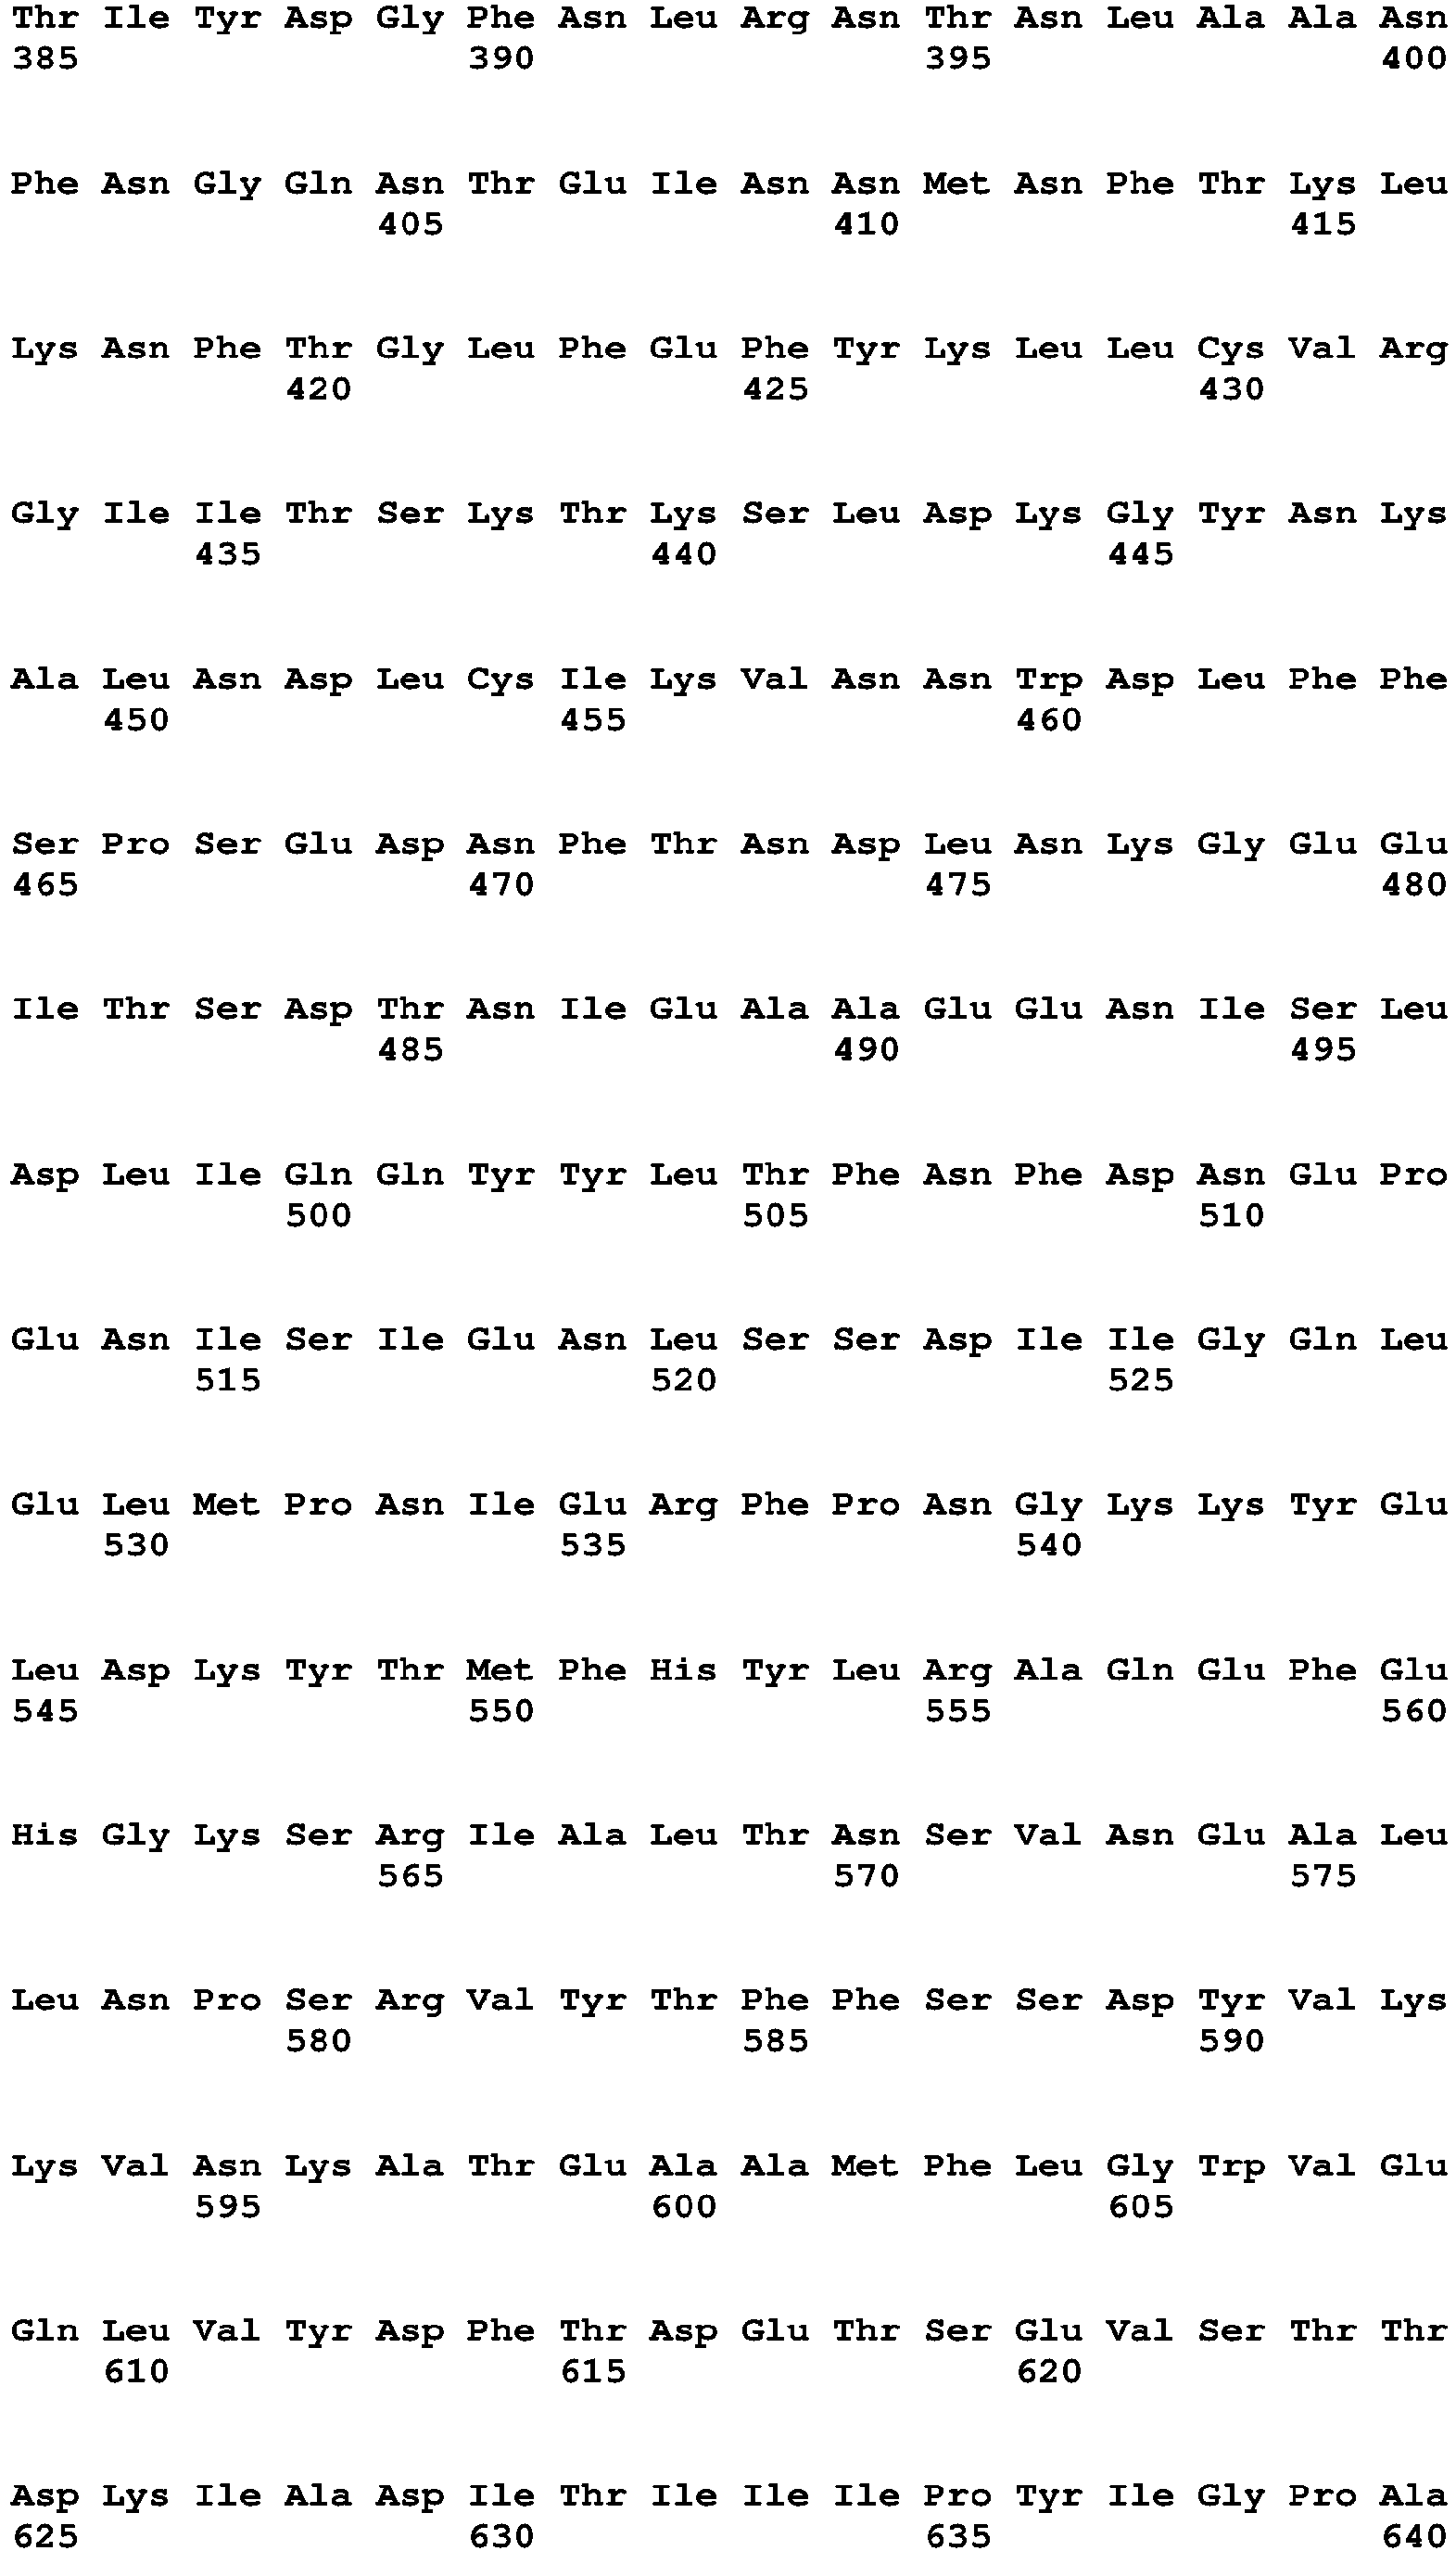 Thr Ile Tyr Asp Gly Phe Asn Leu Arg Asn Thr Asn Leu Ala Ala Asn
385 390 395 400
Phe Asn Gly Gln Asn Thr Glu Ile Asn Asn Met Asn Phe Thr Lys Leu
405 410 415
Lys Asn Phe Thr Gly Leu Phe Glu Phe Tyr Lys Leu Leu Cys Val Arg
420 425 430
Gly Ile Ile Thr Ser Lys Thr Lys Ser Leu Asp Lys Gly Tyr Asn Lys
435 440 445
Ala Leu Asn Asp Leu Cys Ile Lys Val Asn Asn Trp Asp Leu Phe Phe
450 455 460
Ser Pro Ser Glu Asp Asn Phe Thr Asn Asp Leu Asn Lys Gly Glu Glu
465 470 475 480
Ile Thr Ser Asp Thr Asn Ile Glu Ala Ala Glu Glu Asn Ile Ser Leu
485 490 495
Asp Leu Ile Gln Gln Tyr Tyr Leu Thr Phe Asn Phe Asp Asn Glu Pro
500 505 510
Glu Asn Ile Ser Ile Glu Asn Leu Ser Ser Asp Ile Ile Gly Gln Leu
515 520 525
Glu Leu Met Pro Asn Ile Glu Arg Phe Pro Asn Gly Lys Lys Tyr Glu
530 535 540
Leu Asp Lys Tyr Thr Met Phe His Tyr Leu Arg Ala Gln Glu Phe Glu
545 550 555 560
His Gly Lys Ser Arg Ile Ala Leu Thr Asn Ser Val Asn Glu Ala Leu
565 570 575
Leu Asn Pro Ser Arg Val Tyr Thr Phe Phe Ser Ser Asp Tyr Val Lys
580 585 590
Lys Val Asn Lys Ala Thr Glu Ala Ala Met Phe Leu Gly Trp Val Glu
595 600 605
Gln Leu Val Tyr Asp Phe Thr Asp Glu Thr Ser Glu Val Ser Thr Thr
610 615 620
Asp Lys Ile Ala Asp Ile Thr Ile Ile Ile Pro Tyr Ile Gly Pro Ala
625 630 635 640